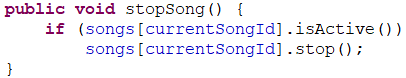 public void stopSong() {
    if (songs[currentSongId].isActive())
        songs[currentSongId].stop();
}